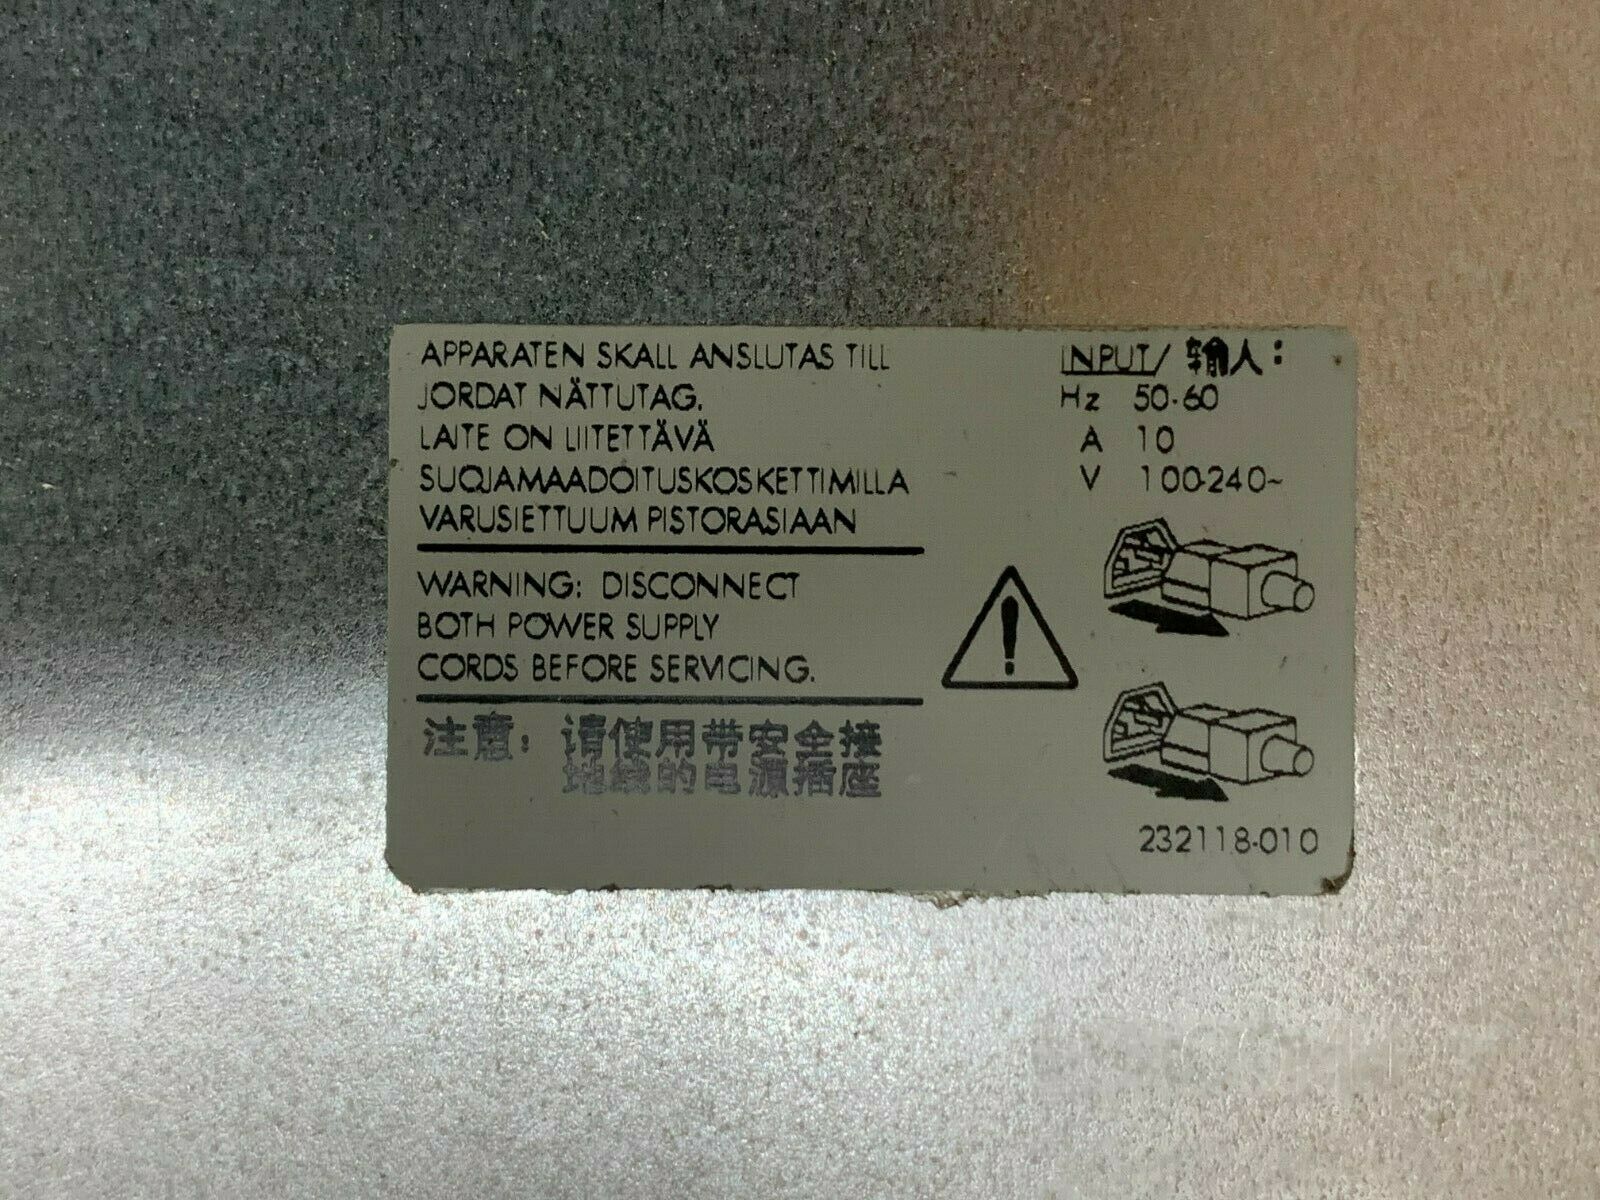 APPARATEN SKALL ANSLUTAS TILL
JORDAT NÄTTUTAG.
LAITE ON LIITETTÄVÄ
SUOJAMAADOITUSKOSKETTIMILLA
VARUSIETTUUM PISTORASIAAN
WARNING: DISCONNECT
BOTH POWER SUPPLY
CORDS BEFORE SERVICING.
注意：请使用带安全接
地线的电源插座
INPUT/输人：
Hz 50-60
A 10
V 100-240~
232118-010